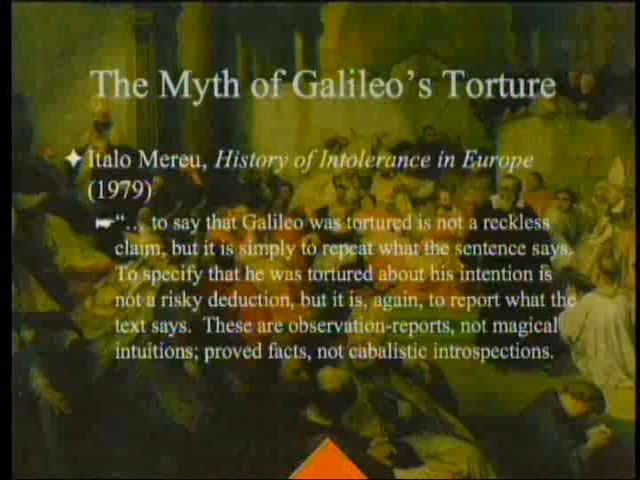 The Myth of Galileo's Torture
Italo Mereu, History of Intolerance in Europe
(1979)
"… to say that Galileo was tortured is not a reckless
claim, but it is simply to repeat what the sentence says.
To specify that he was tortured about his intention is
not a risky deduction, but it is, again, to report what the
text says. These are observation-reports, not magical
intuitions; proved facts, not cabalistic introspections.